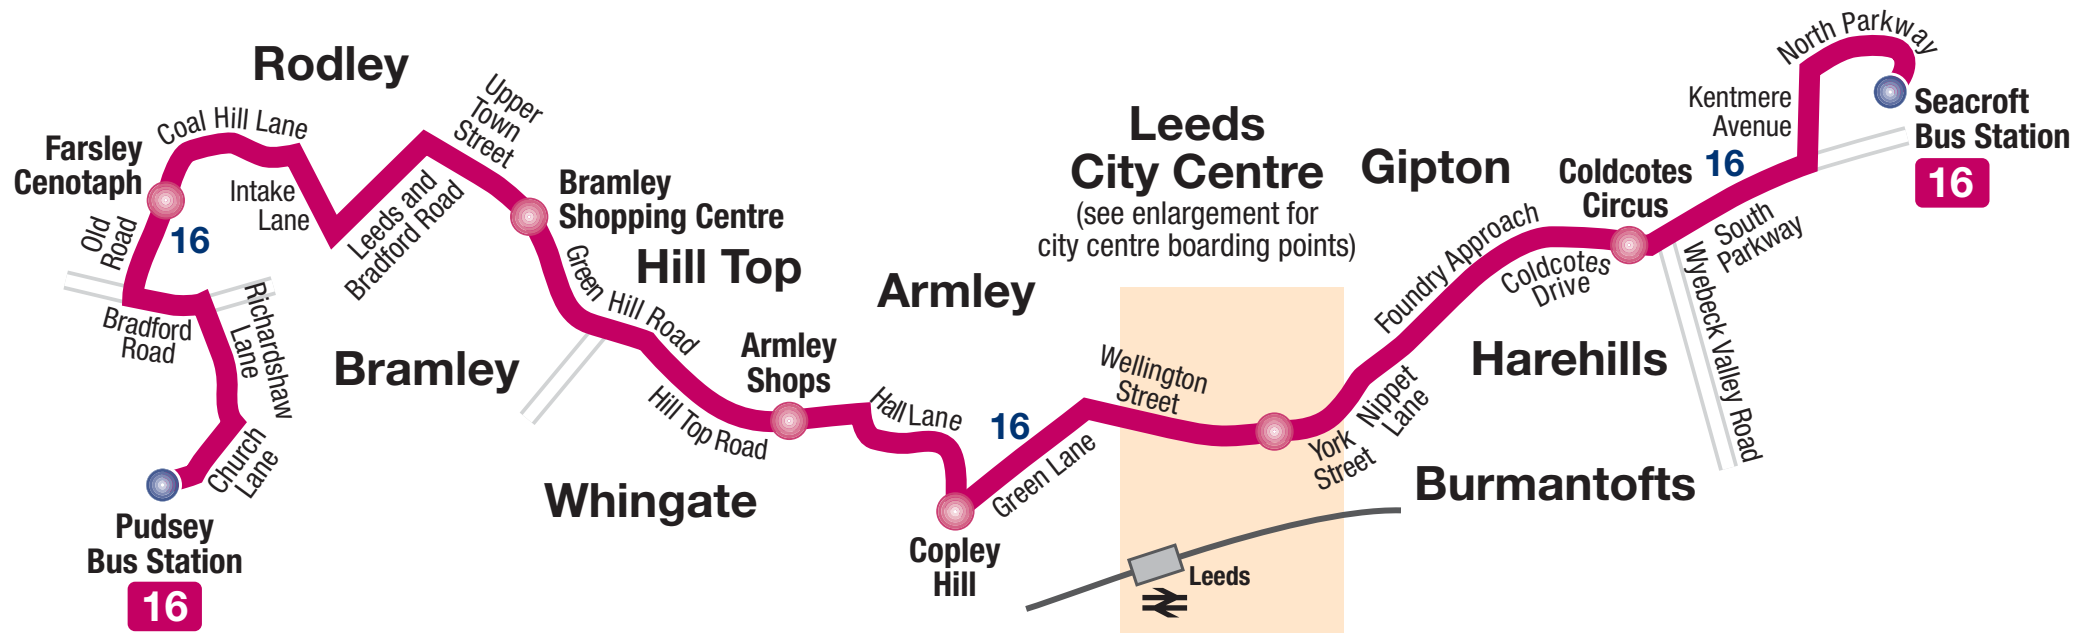 Rodley
Coal Hill Lane
Farsley
Cenotaph
Old
Road
16
Intake
Lane
Leeds and
Bradford Road
Upper
Town
Street
Bramley
Shopping Centre
Bradford
Road
Richardshaw
Lane
Church
Lane
Pudsey
Bus Station
16
Bramley
Green Hill Road
Hill Top
Hill Top Road
Whingate
Armley
Shops
Armley
Hall Lane
16
Copley
Hill
Green Lane
Leeds
City Centre
(see enlargement for
city centre boarding points)
Wellington
Street
Leeds
York
Street
Nippet
Lane
Burmantofts
Harehills
Gipton
Foundry Approach
Coldcotes
Drive
Coldcotes
Circus
16
South
Parkway
Wyebeck Valley Road
Kentmere
Avenue
North Parkway
Seacroft
Bus Station
16